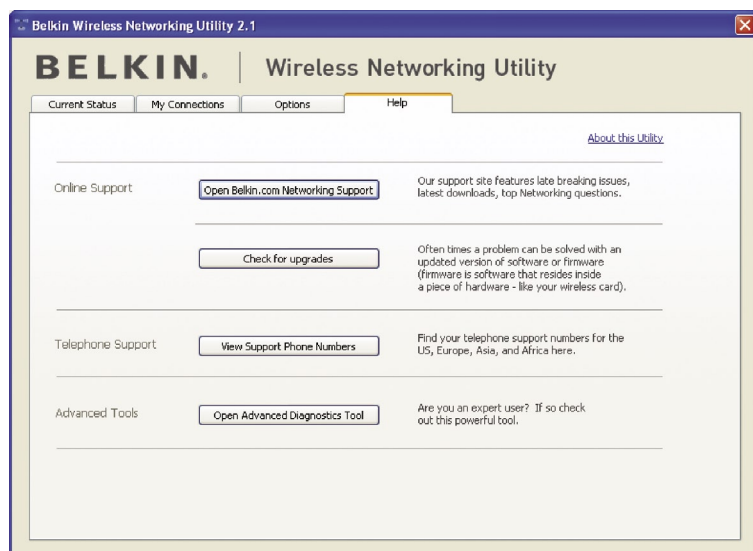 Belkin Wireless Networking Utility 2.1
BELKIN. | Wireless Networking Utility
Current Status
My Connections
Options
Help
About this Utility
Online Support
Open Belkin.com Networking Support
Our support site features late breaking issues,
latest downloads, top Networking questions.
Check for upgrades
Often times a problem can be solved with an
updated version of software or firmware
(firmware is software that resides inside
a piece of hardware - like your wireless card).
Telephone Support
View Support Phone Numbers
Find your telephone support numbers for the
US, Europe, Asia, and Africa here.
Advanced Tools
Open Advanced Diagnostics Tool
Are you an expert user? If so check
out this powerful tool.